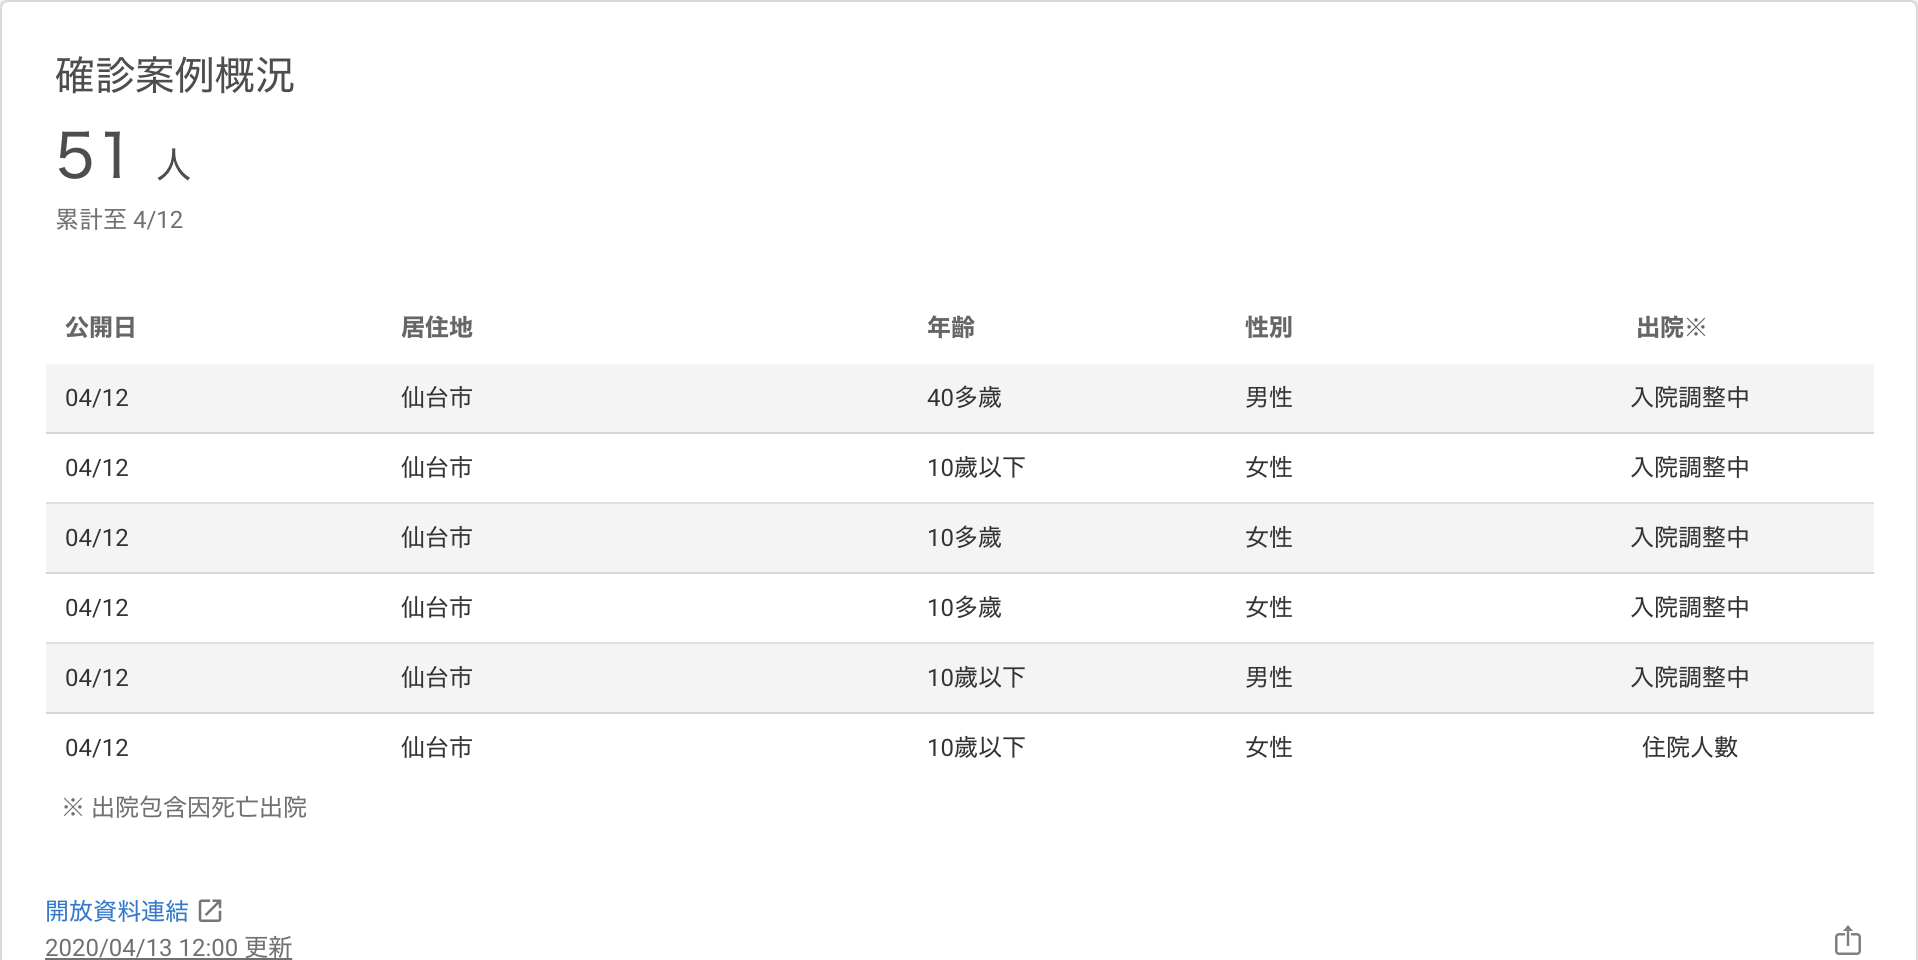 確診案例概況
51 人
累計至 4/12
公開日 居住地 年齡 性別 出院※
04/12 仙台市 40多歲 男性 入院調整中
04/12 仙台市 10歲以下 女性 入院調整中
04/12 仙台市 10多歲 女性 入院調整中
04/12 仙台市 10多歲 女性 入院調整中
04/12 仙台市 10歲以下 男性 入院調整中
04/12 仙台市 10歲以下 女性 住院人數
※ 出院包含因死亡出院
開放資料連結
2020/04/13 12:00 更新